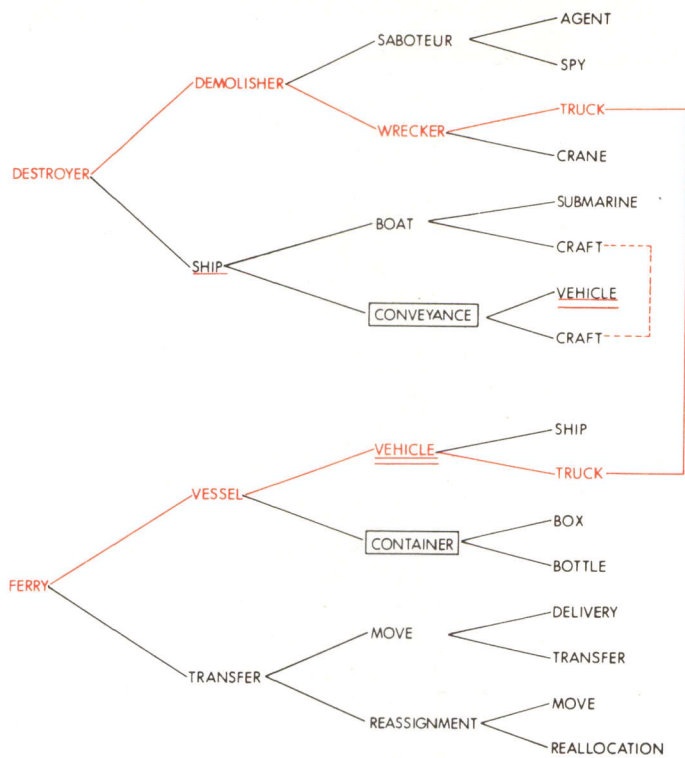 AGENT
SABOTEUR
SPY
DEMOLISHER
TRUCK
WRECKER
CRANE
DESTROYER
SUBMARINE
BOAT
CRAFT
SHIP
VEHICLE
CONVEYANCE
CRAFT
SHIP
VEHICLE
TRUCK
VESSEL
BOX
CONTAINER
BOTTLE
FERRY
DELIVERY
MOVE
TRANSFER
TRANSFER
MOVE
REASSIGNMENT
REALLOCATION